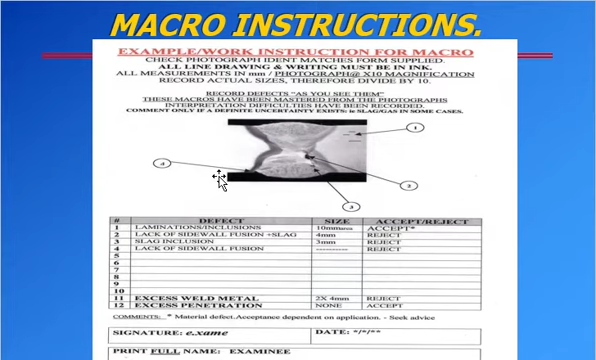 MACRO INSTRUCTIONS.
EXAMPLE/WORK INSTRUCTION FOR MACRO
CHECK PHOTOGRAPH IDENT MATCHES FORM SUPPLIED.
ALL LINE DRAWING & WRITING MUST BE IN INK.
ALL MEASUREMENTS IN mm / PHOTOGRAPH@ X10 MAGNIFICATION
RECORD ACTUAL SIZES, THEREFORE DIVIDE BY 10.
RECORD DEFECTS "AS YOU SEE THEM"
THESE MACROS HAVE BEEN MASTERED FROM THE PHOTOGRAPHS
INTERPRETATION DIFFICULTIES HAVE BEEN RECORDED.
COMMENT ONLY IF A DEFINITE UNCERTAINTY EXISTS: ie SLAG/GAS IN SOME CASES.
1
4
2
3
# DEFECT SIZE ACCEPT/REJECT
1 LAMINATIONS/INCLUSIONS 10mm ACCEPT*
2 LACK OF SIDEWALL FUSION +SLAG 4mm REJECT
3 SLAG INCLUSION 3mm REJECT
4 LACK OF SIDEWALL FUSION ---------- REJECT
5
6
7
8
9
10
11 EXCESS WELD METAL 2X 4mm REJECT
12 EXCESS PENETRATION NONE ACCEPT
COMMENTS: * Material defect.Acceptance dependent on application. - Seek advice
SIGNATURE: e.xame DATE: */*/**
PRINT FULL NAME: EXAMINEE